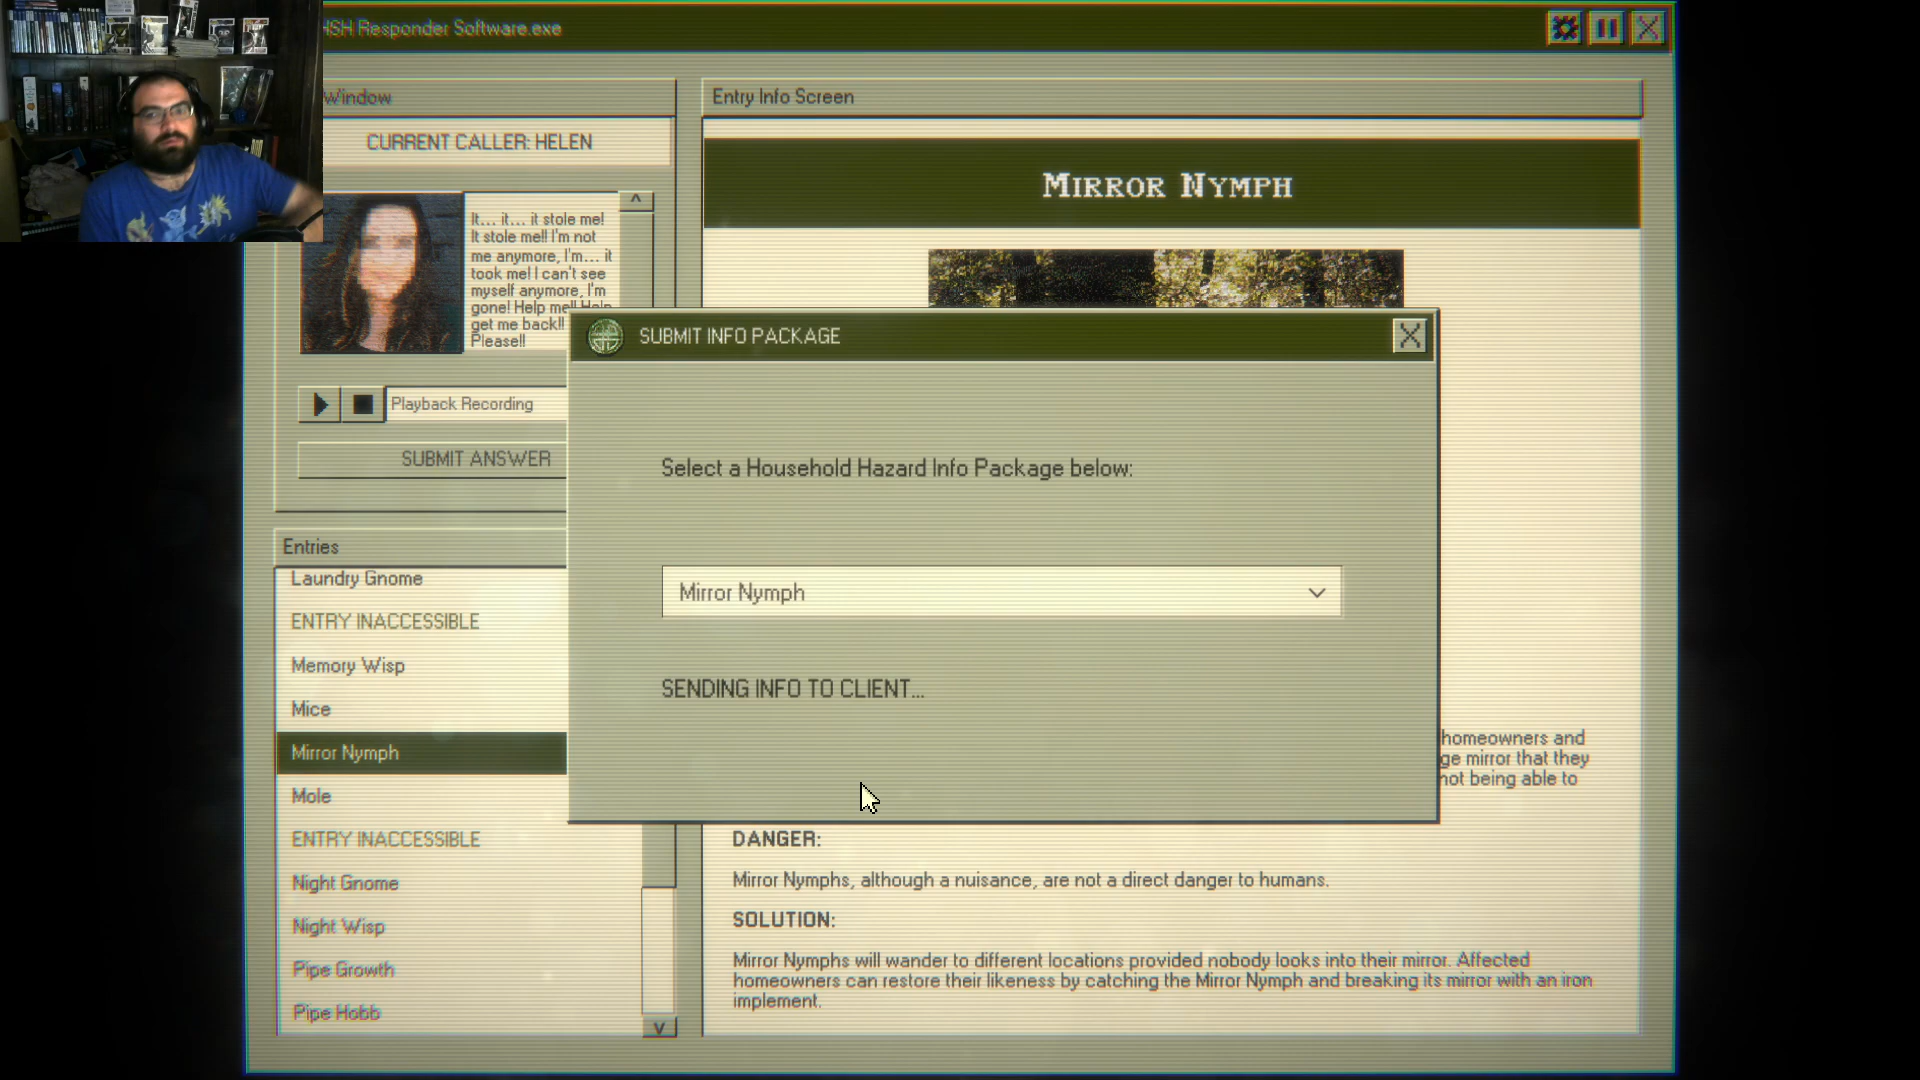 HSH Responder Software.exe
Window
CURRENT CALLER: HELEN
It... it... it stole me!
It stole me!! I'm not
me anymore, I'm... it
took me! I can't see
myself anymore, I'm
gone! Help me!! Help
get me back!!
Please!!
Playback Recording
SUBMIT ANSWER
Entries
Laundry Gnome
ENTRY INACCESSIBLE
Memory Wisp
Mice
Mirror Nymph
Mole
ENTRY INACCESSIBLE
Night Gnome
Night Wisp
Pipe Growth
Pipe Hobb
Entry Info Screen
MIRROR NYMPH
SUBMIT INFO PACKAGE
Select a Household Hazard Info Package below:
Mirror Nymph
SENDING INFO TO CLIENT...
homeowners and
ge mirror that they
not being able to
DANGER:
Mirror Nymphs, although a nuisance, are not a direct danger to humans.
SOLUTION:
Mirror Nymphs will wander to different locations provided nobody looks into their mirror. Affected
homeowners can restore their likeness by catching the Mirror Nymph and breaking its mirror with an iron
implement.